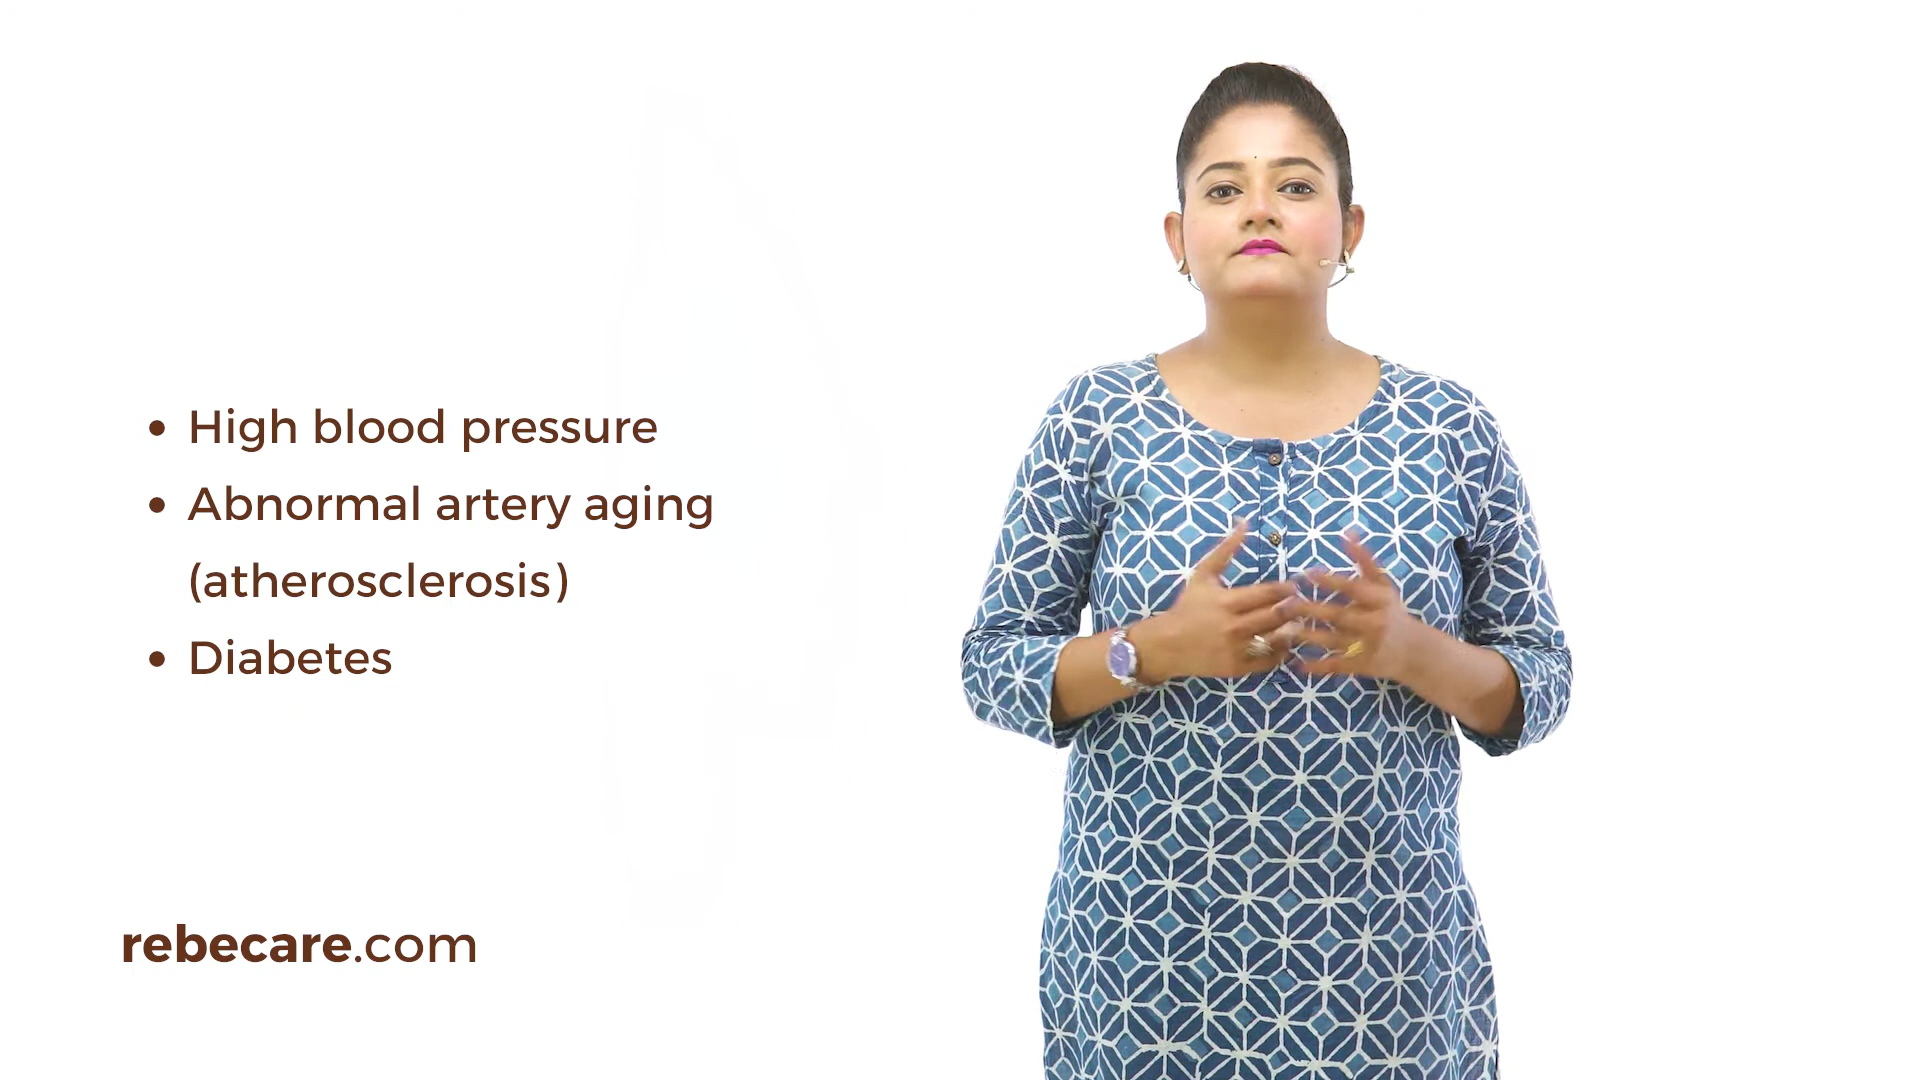 • High blood pressure
• Abnormal artery aging
(atherosclerosis)
• Diabetes
rebecare.com